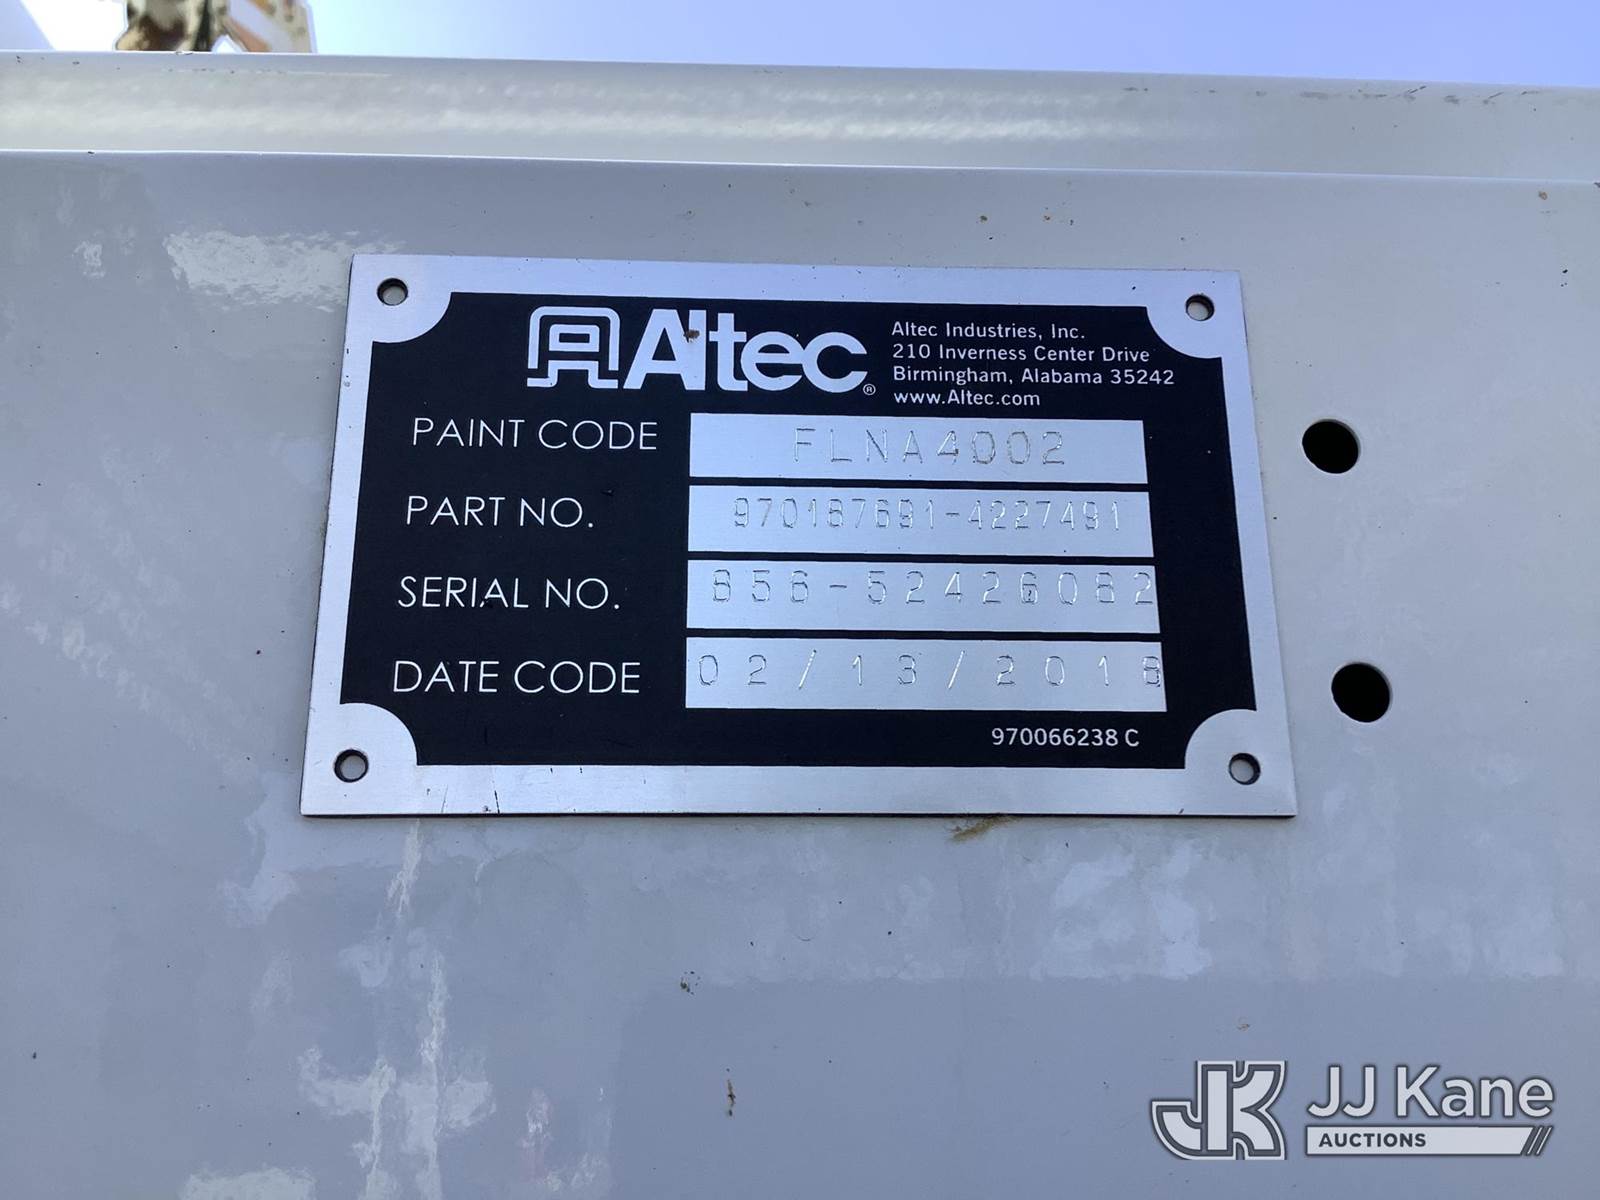 Altec®
Altec Industries, Inc.
210 Inverness Center Drive
Birmingham, Alabama 35242
www.Altec.com
PAINT CODE FLNA4002
PART NO. 970187691-4227491
SERIAL NO. 856-52426082
DATE CODE 02/13/2018
970066238 C
JJ Kane
AUCTIONS